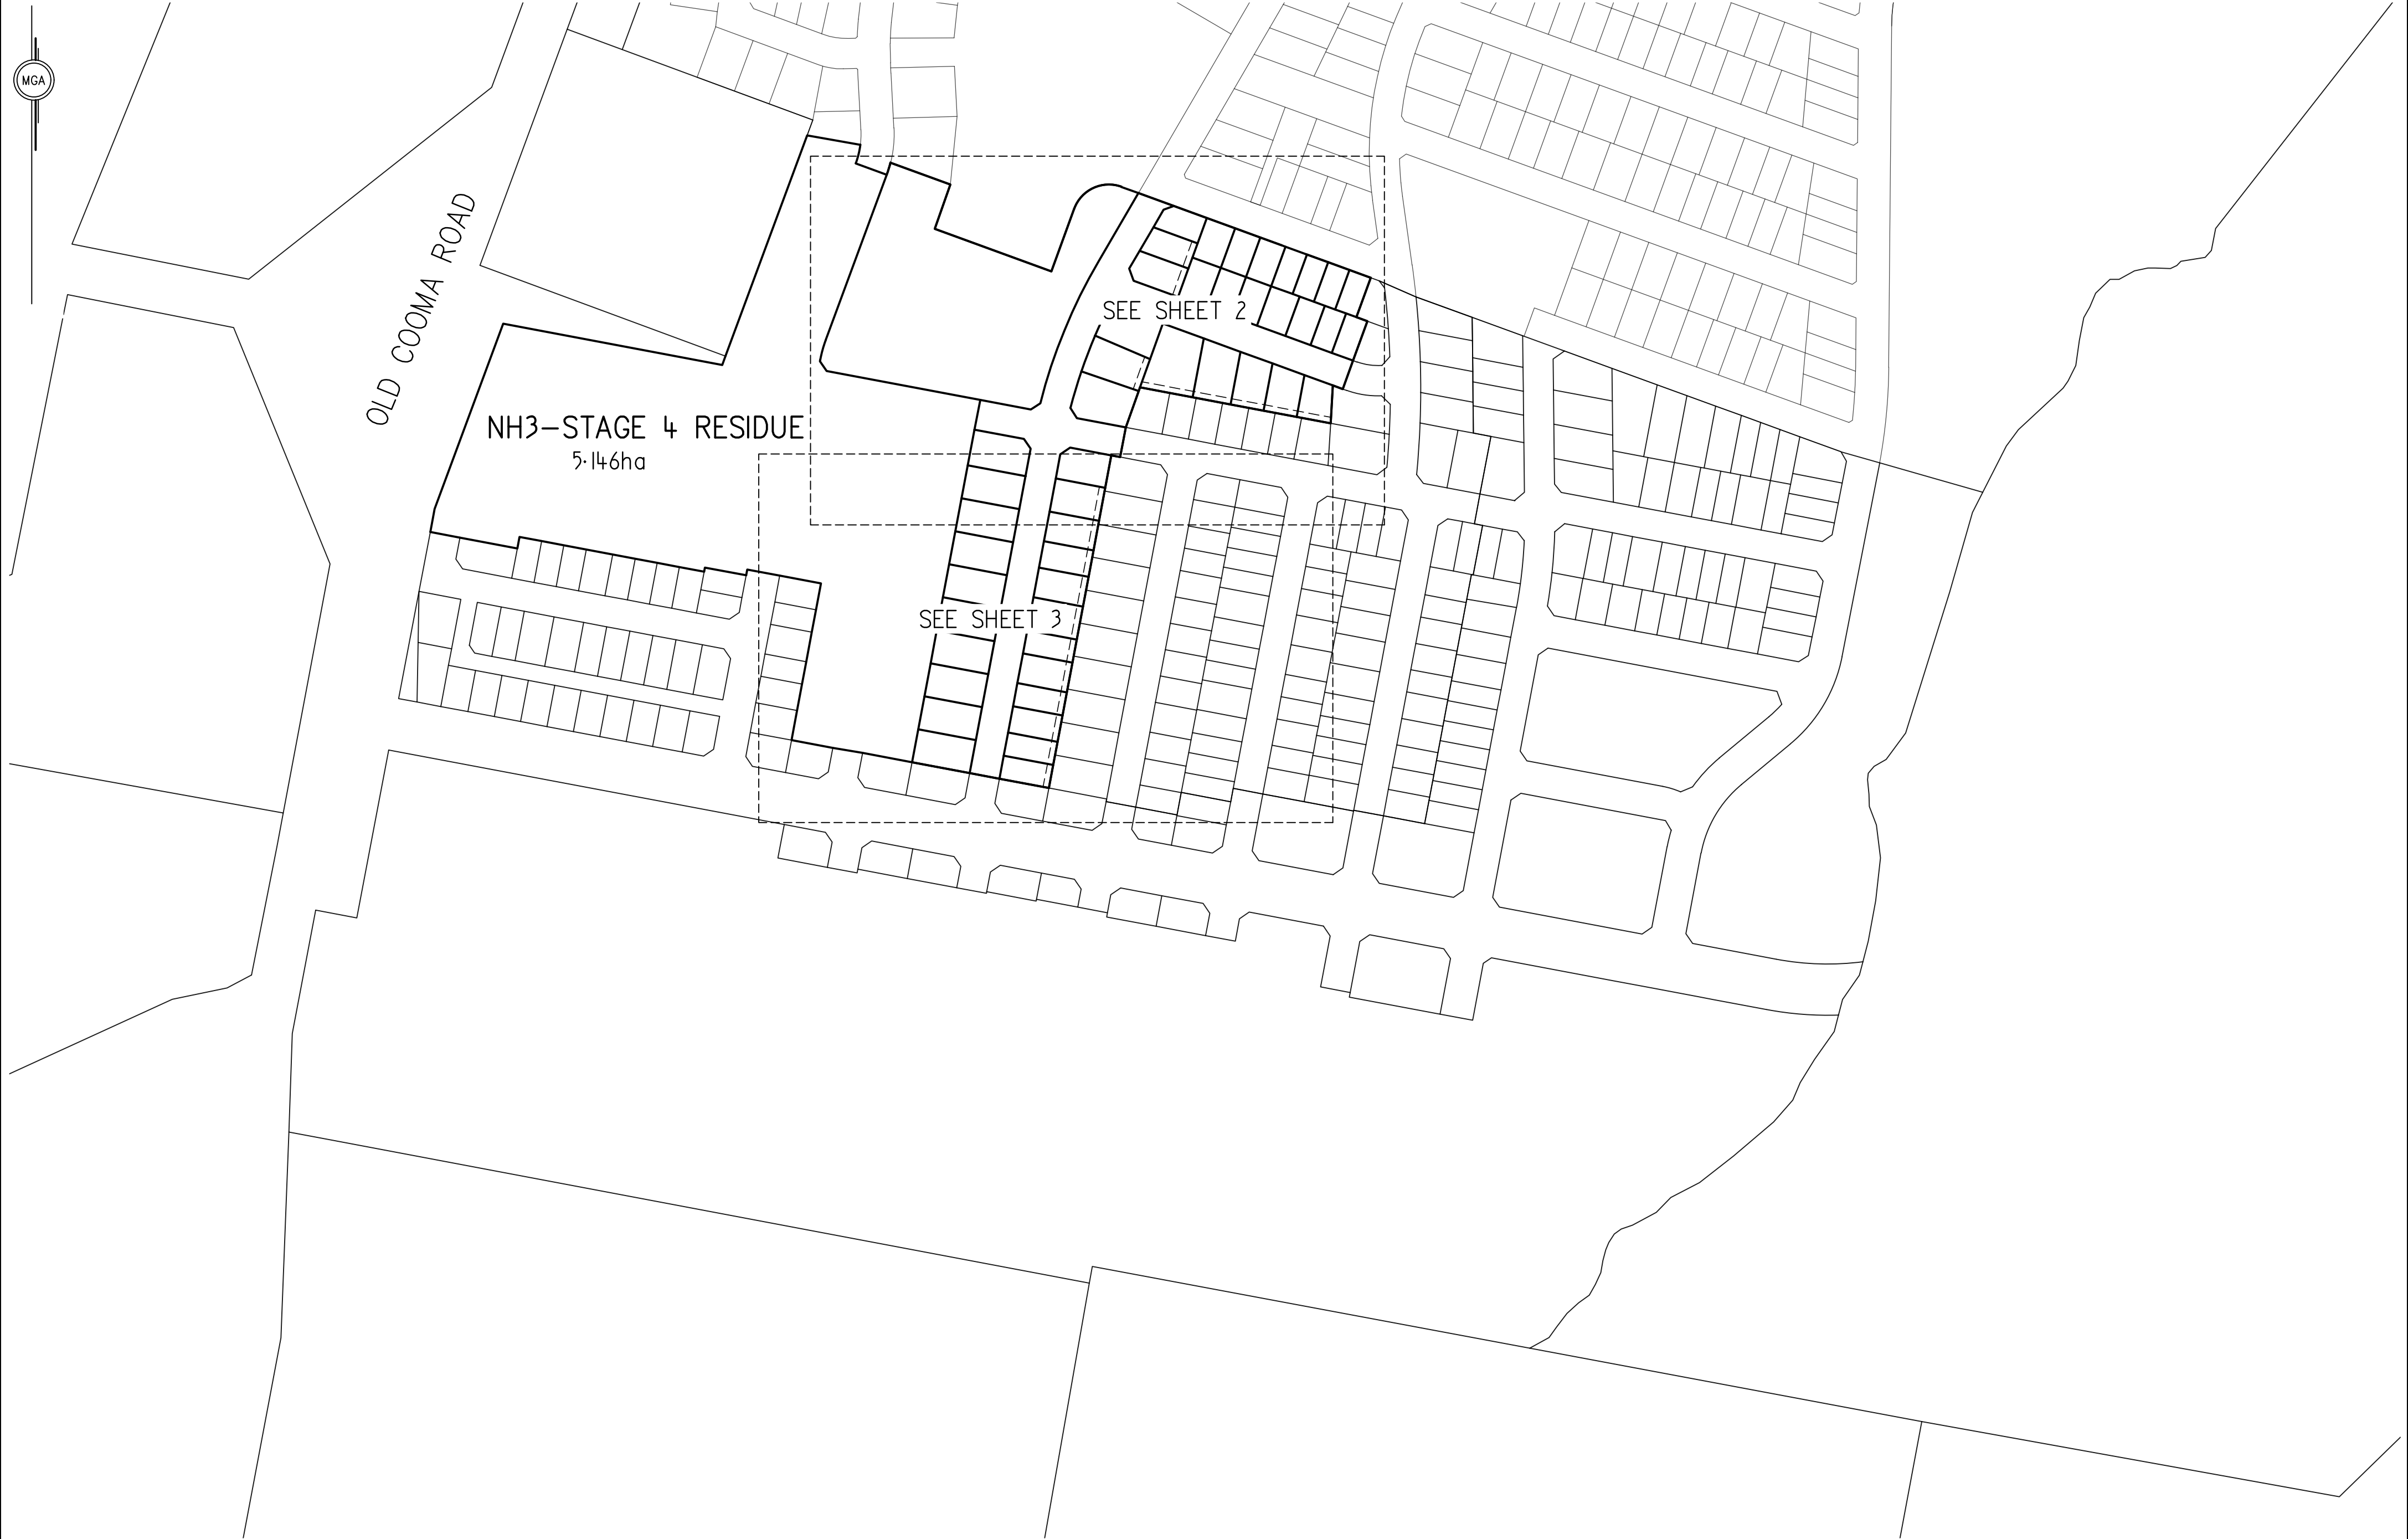 MGA
OLD COOMA ROAD
SEE SHEET 2
NH3-STAGE 4 RESIDUE
5·146ha
SEE SHEET 3